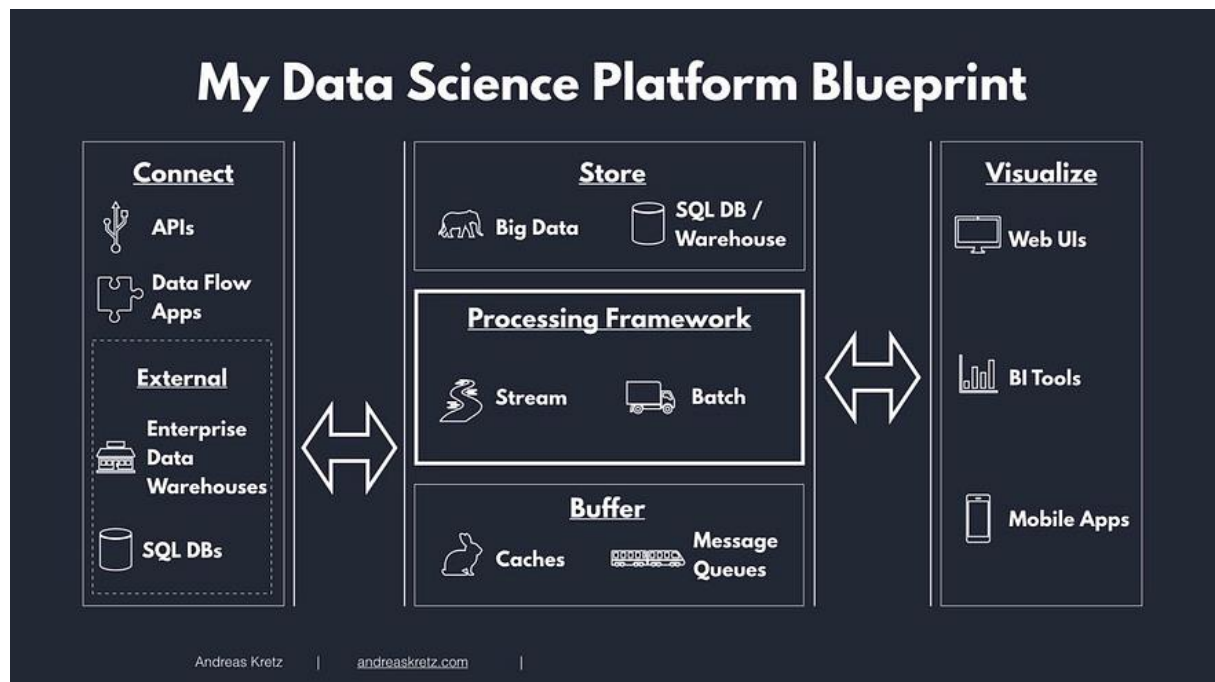 My Data Science Platform Blueprint
Connect
APIs
Data Flow
Apps
External
Enterprise
Data
Warehouses
SQL DBs
Store
Big Data
SQL DB /
Warehouse
Processing Framework
Stream
Batch
Buffer
Caches
Message
Queues
Visualize
Web UIs
BI Tools
Mobile Apps
Andreas Kretz | andreaskretz.com |